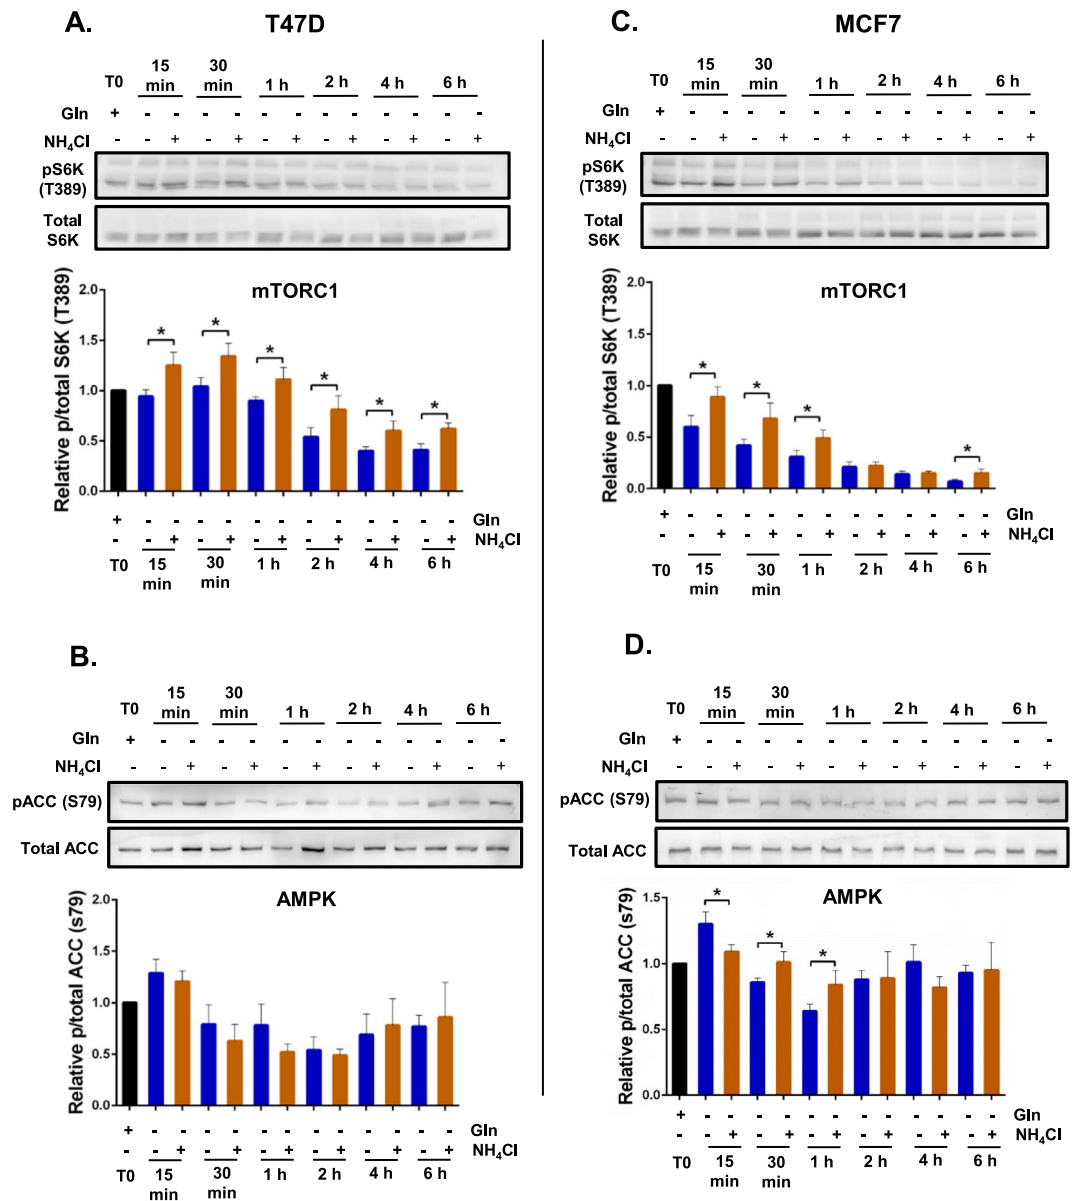 A. T47D
T0 15 min 30 min 1 h 2 h 4 h 6 h
Gln + - - - - - - - - - - - -
NH4Cl - - + - + - + - + - + - +
pS6K (T389)
Total S6K
mTORC1
Relative p/total S6K (T389)
2.0
1.5
1.0
0.5
0.0
* * * * * *
+ - - - - - - - - - - - - Gln
- - + - + - + - + - + - + NH4Cl
T0 15 min 30 min 1 h 2 h 4 h 6 h
B.
T0 15 min 30 min 1 h 2 h 4 h 6 h
Gln + - - - - - - - - - - - -
NH4Cl - - + - + - + - + - + - +
pACC (S79)
Total ACC
AMPK
Relative p/total ACC (s79)
2.0
1.5
1.0
0.5
0.0
+ - - - - - - - - - - - - Gln
- - + - + - + - + - + - + NH4Cl
T0 15 min 30 min 1 h 2 h 4 h 6 h
C. MCF7
T0 15 min 30 min 1 h 2 h 4 h 6 h
Gln + - - - - - - - - - - - -
NH4Cl - - + - + - + - + - + - +
pS6K (T389)
Total S6K
mTORC1
Relative p/total S6K (T389)
2.0
1.5
1.0
0.5
0.0
* * * *
+ - - - - - - - - - - - - Gln
- - + - + - + - + - + - + NH4Cl
T0 15 min 30 min 1 h 2 h 4 h 6 h
D.
T0 15 min 30 min 1 h 2 h 4 h 6 h
Gln + - - - - - - - - - - - -
NH4Cl - - + - + - + - + - + - +
pACC (S79)
Total ACC
AMPK
Relative p/total ACC (s79)
1.5
1.0
0.5
0.0
* * *
+ - - - - - - - - - - - - Gln
- - + - + - + - + - + - + NH4Cl
T0 15 min 30 min 1 h 2 h 4 h 6 h